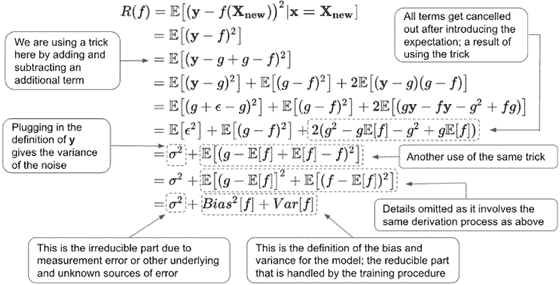 R(f) = 𝔼[(y − f(X_new))² | x = X_new]
= 𝔼[(y − f)²]
= 𝔼[(y − g + g − f)²]
= 𝔼[(y − g)²] + 𝔼[(g − f)²] + 2𝔼[(y − g)(g − f)]
= 𝔼[(g + ϵ − g)²] + 𝔼[(g − f)²] + 2𝔼[(gy − fy − g² + fg)]
= 𝔼[ϵ²] + 𝔼[(g − f)²] + 2(g² − g𝔼[f] − g² + g𝔼[f])
= σ² + 𝔼[(g − 𝔼[f] + 𝔼[f] − f)²]
= σ² + 𝔼[(g − 𝔼[f]]² + 𝔼[(f − 𝔼[f])²]
= σ² + Bias²[f] + Var[f]
We are using a trick
here by adding and
subtracting an
additional term
All terms get cancelled
out after introducing the
expectation; a result of
using the trick
Plugging in the
definition of y
gives the variance
of the noise
Another use of the same trick
Details omitted as it involves the
same derivation process as above
This is the irreducible part due to
measurement error or other underlying
and unknown sources of error
This is the definition of the bias and
variance for the model; the reducible part
that is handled by the training procedure